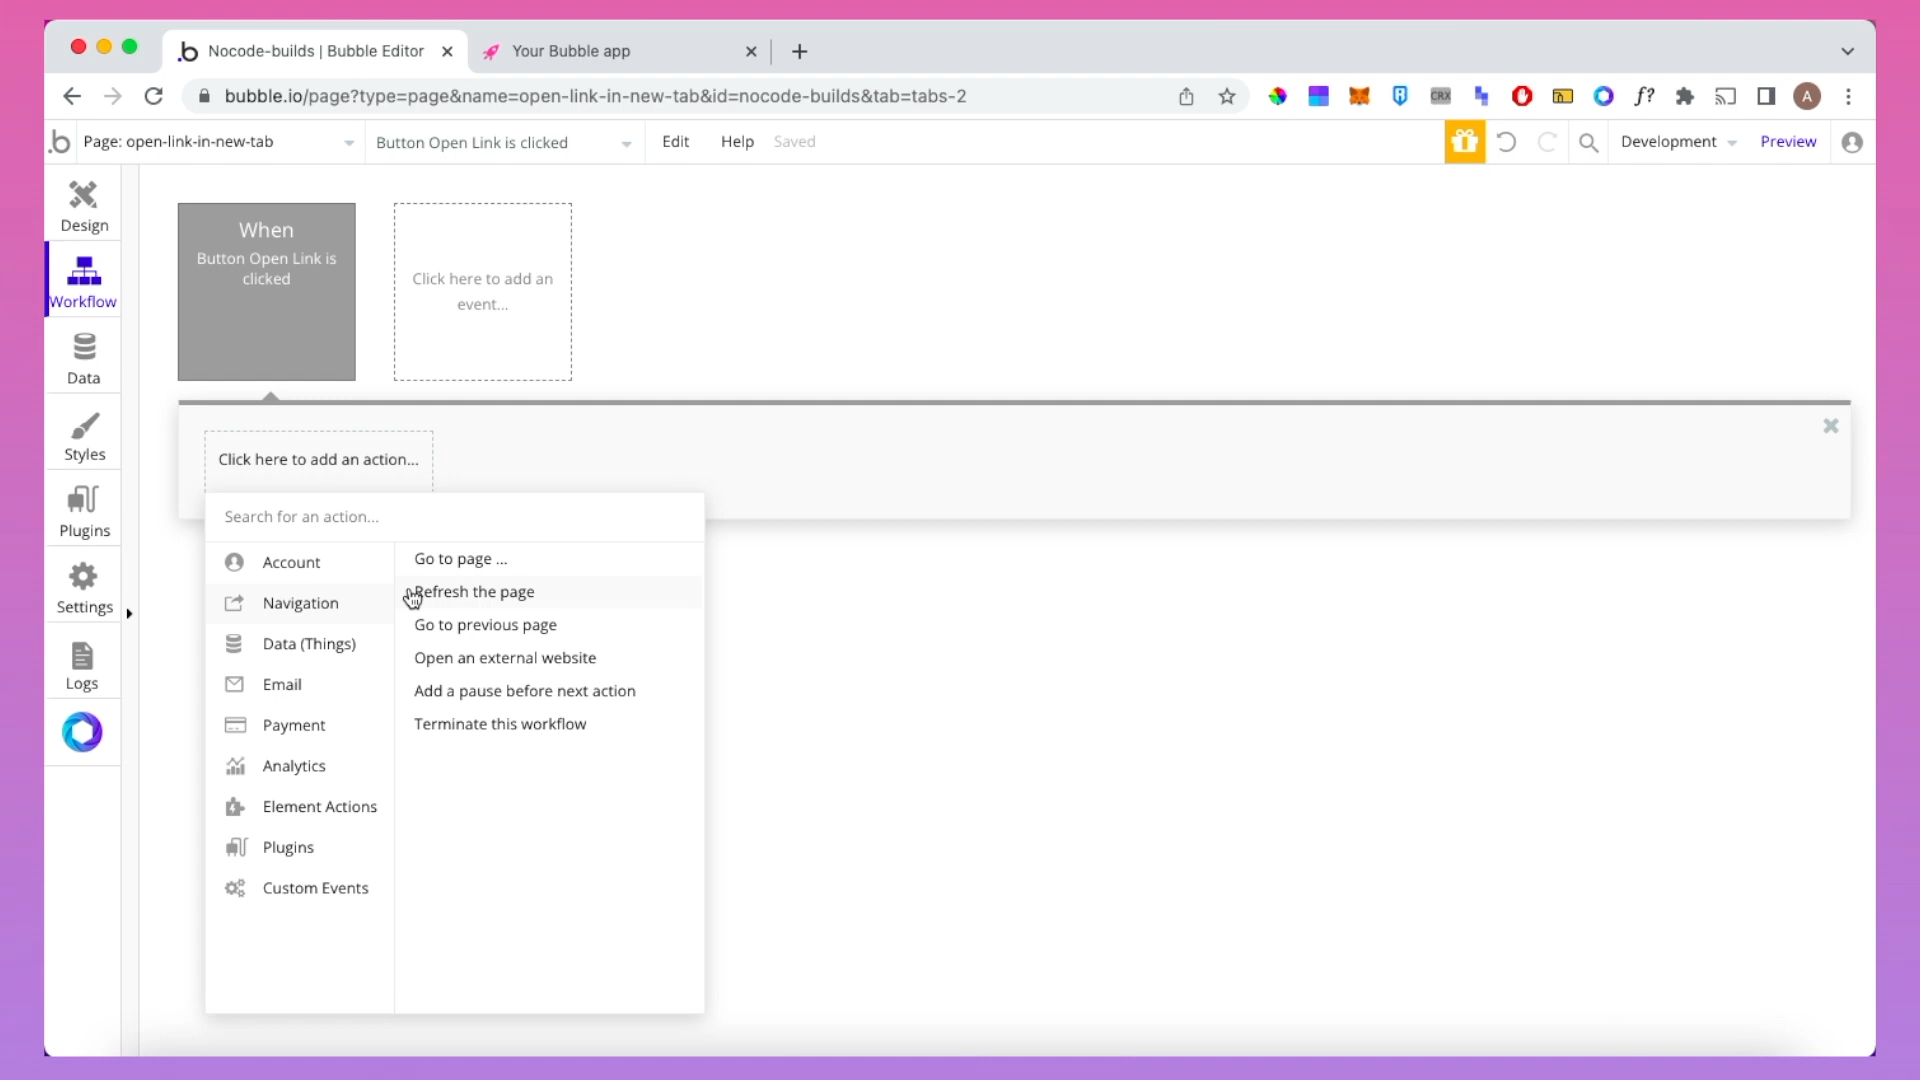 Nocode-builds | Bubble Editor
Your Bubble app
bubble.io/page?type=page&name=open-link-in-new-tab&id=nocode-builds&tab=tabs-2
CRX
n
f?
A
b
Page: open-link-in-new-tab
Button Open Link is clicked
Edit
Help
Saved
Development
Preview
Design
Workflow
Data
Styles
Plugins
Settings
Logs
When
Button Open Link is
clicked
Click here to add an
event...
Click here to add an action...
Search for an action...
Account
Navigation
Data (Things)
Email
Payment
Analytics
Element Actions
Plugins
Custom Events
Go to page ...
Refresh the page
Go to previous page
Open an external website
Add a pause before next action
Terminate this workflow